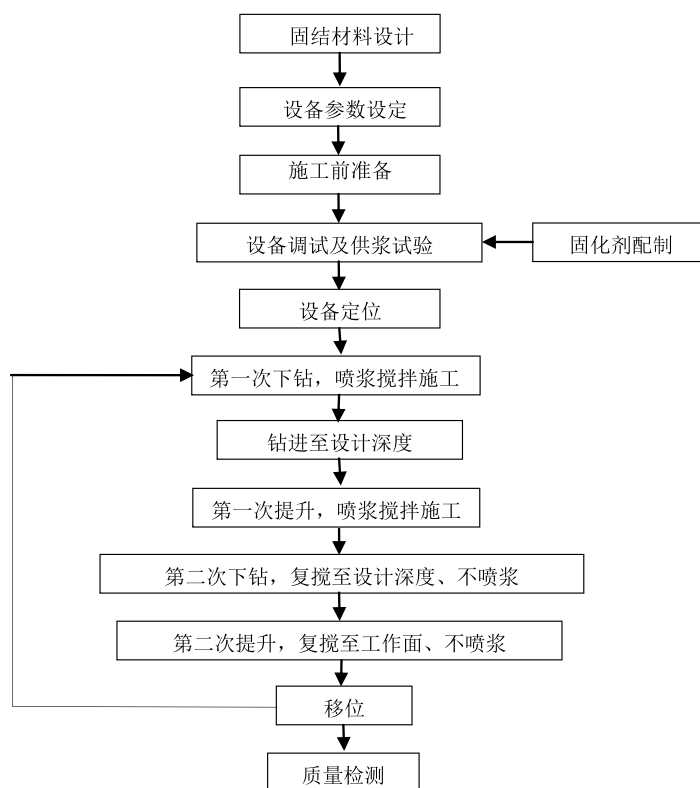 固结材料设计
设备参数设定
施工前准备
设备调试及供浆试验
固化剂配制
设备定位
第一次下钻，喷浆搅拌施工
钻进至设计深度
第一次提升，喷浆搅拌施工
第二次下钻，复搅至设计深度、不喷浆
第二次提升，复搅至工作面、不喷浆
移位
质量检测